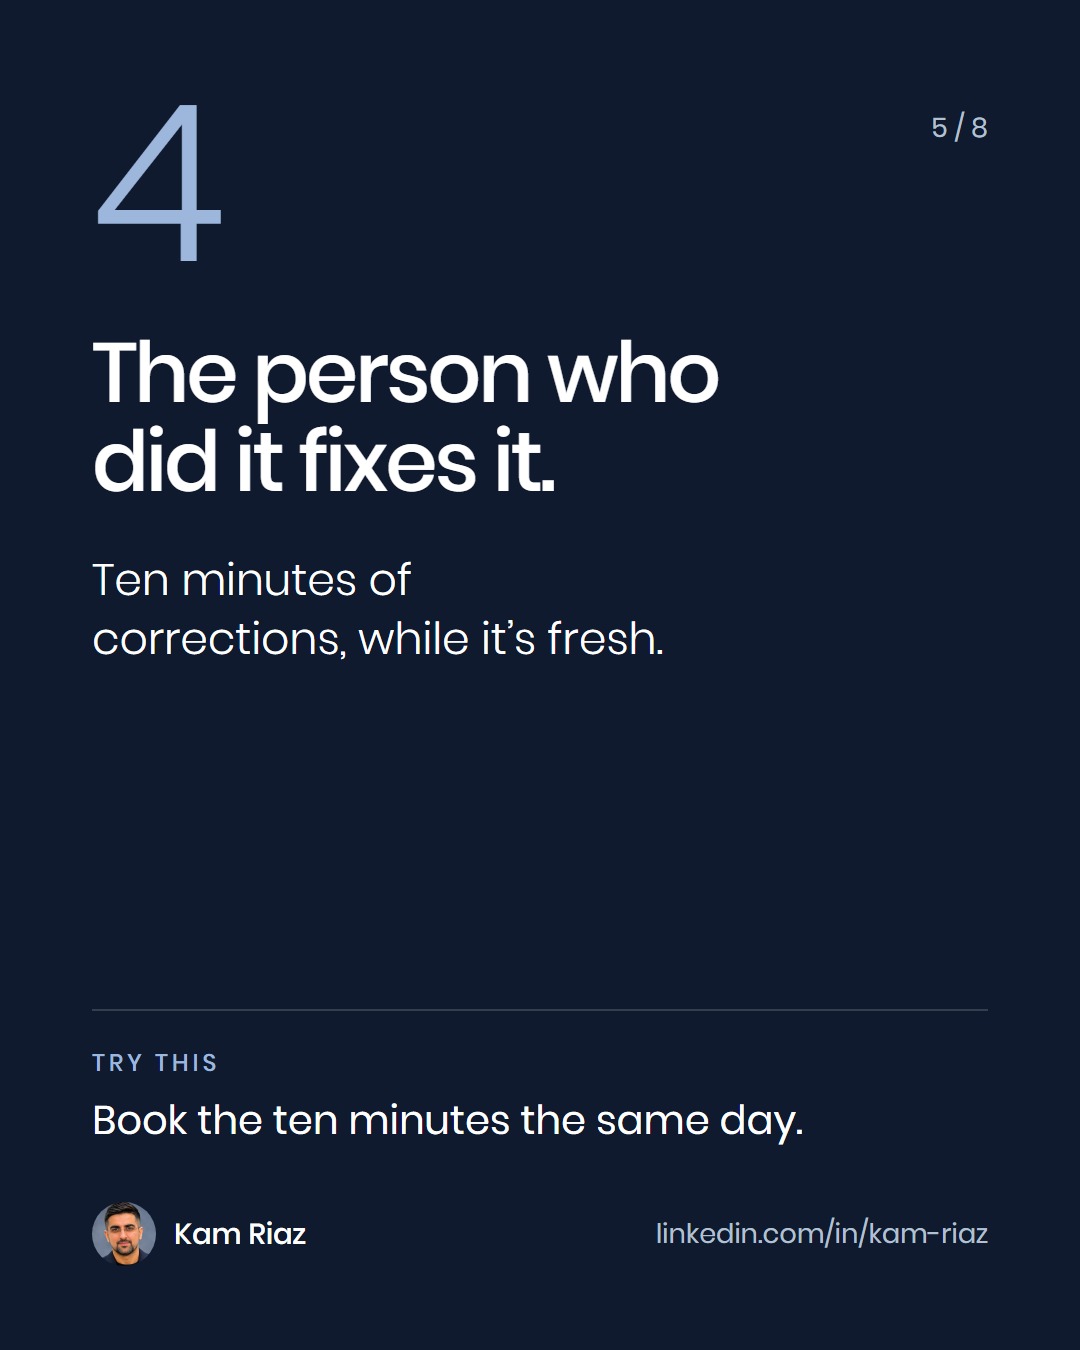 4
5 / 8
The person who
did it fixes it.
Ten minutes of
corrections, while it’s fresh.
TRY THIS
Book the ten minutes the same day.
Kam Riaz
linkedin.com/in/kam-riaz